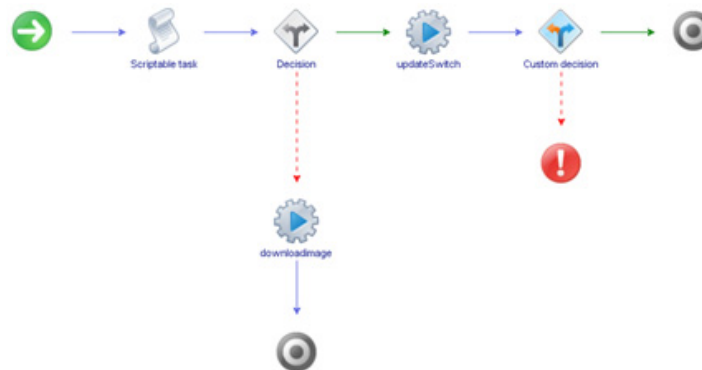 Scriptable task
Decision
updateSwitch
Custom decision
downloadimage